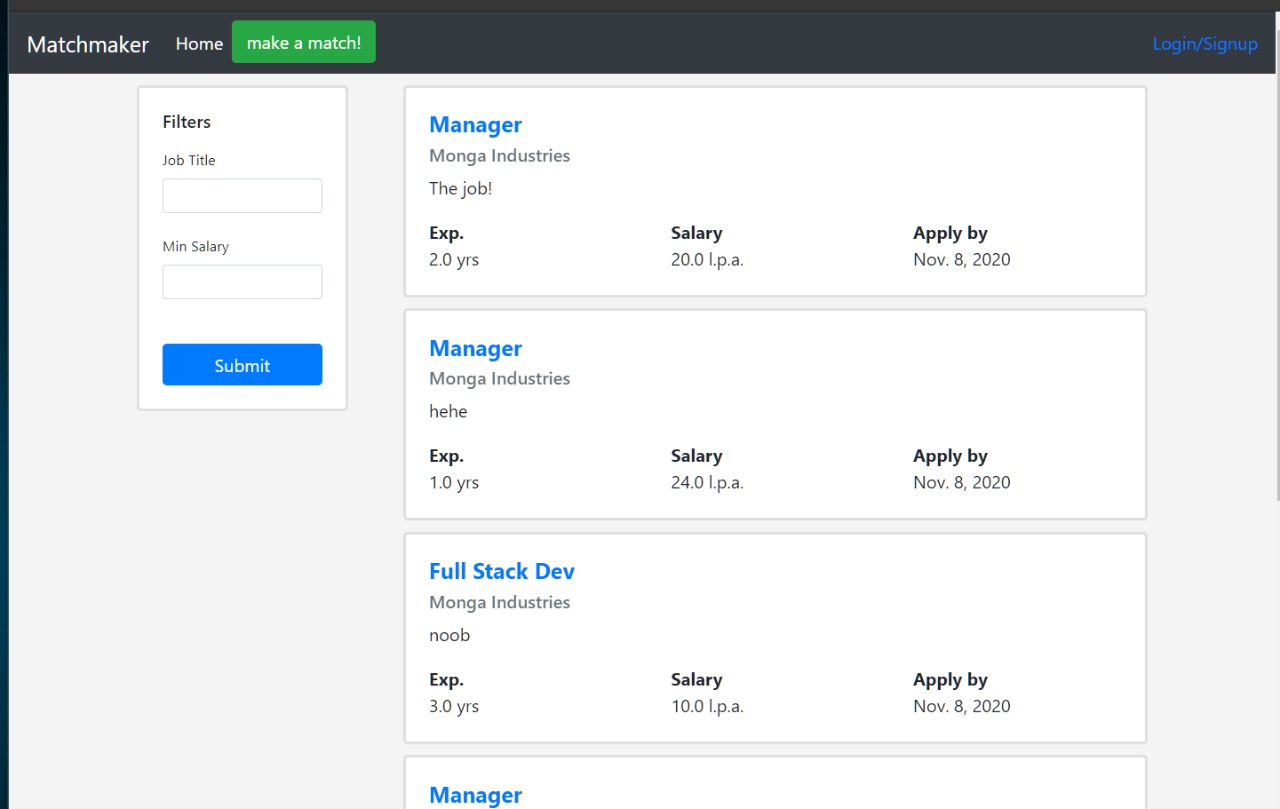 Matchmaker Home make a match! Login/Signup
Filters
Job Title
Min Salary
Submit
Manager
Monga Industries
The job!
Exp. Salary Apply by
2.0 yrs 20.0 l.p.a. Nov. 8, 2020
Manager
Monga Industries
hehe
Exp. Salary Apply by
1.0 yrs 24.0 l.p.a. Nov. 8, 2020
Full Stack Dev
Monga Industries
noob
Exp. Salary Apply by
3.0 yrs 10.0 l.p.a. Nov. 8, 2020
Manager